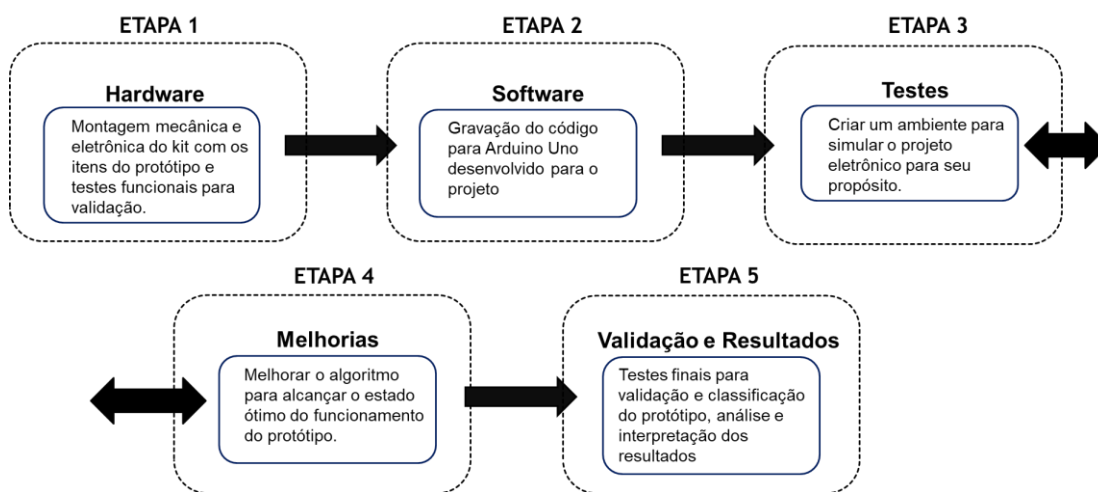 ETAPA 1
Hardware
Montagem mecânica e
eletrônica do kit com os
itens do protótipo e
testes funcionais para
validação.
ETAPA 2
Software
Gravação do código
para Arduino Uno
desenvolvido para o
projeto
ETAPA 3
Testes
Criar um ambiente para
simular o projeto
eletrônico para seu
propósito.
ETAPA 4
Melhorias
Melhorar o algoritmo
para alcançar o estado
ótimo do funcionamento
do protótipo.
ETAPA 5
Validação e Resultados
Testes finais para
validação e classificação
do protótipo, análise e
interpretação dos
resultados